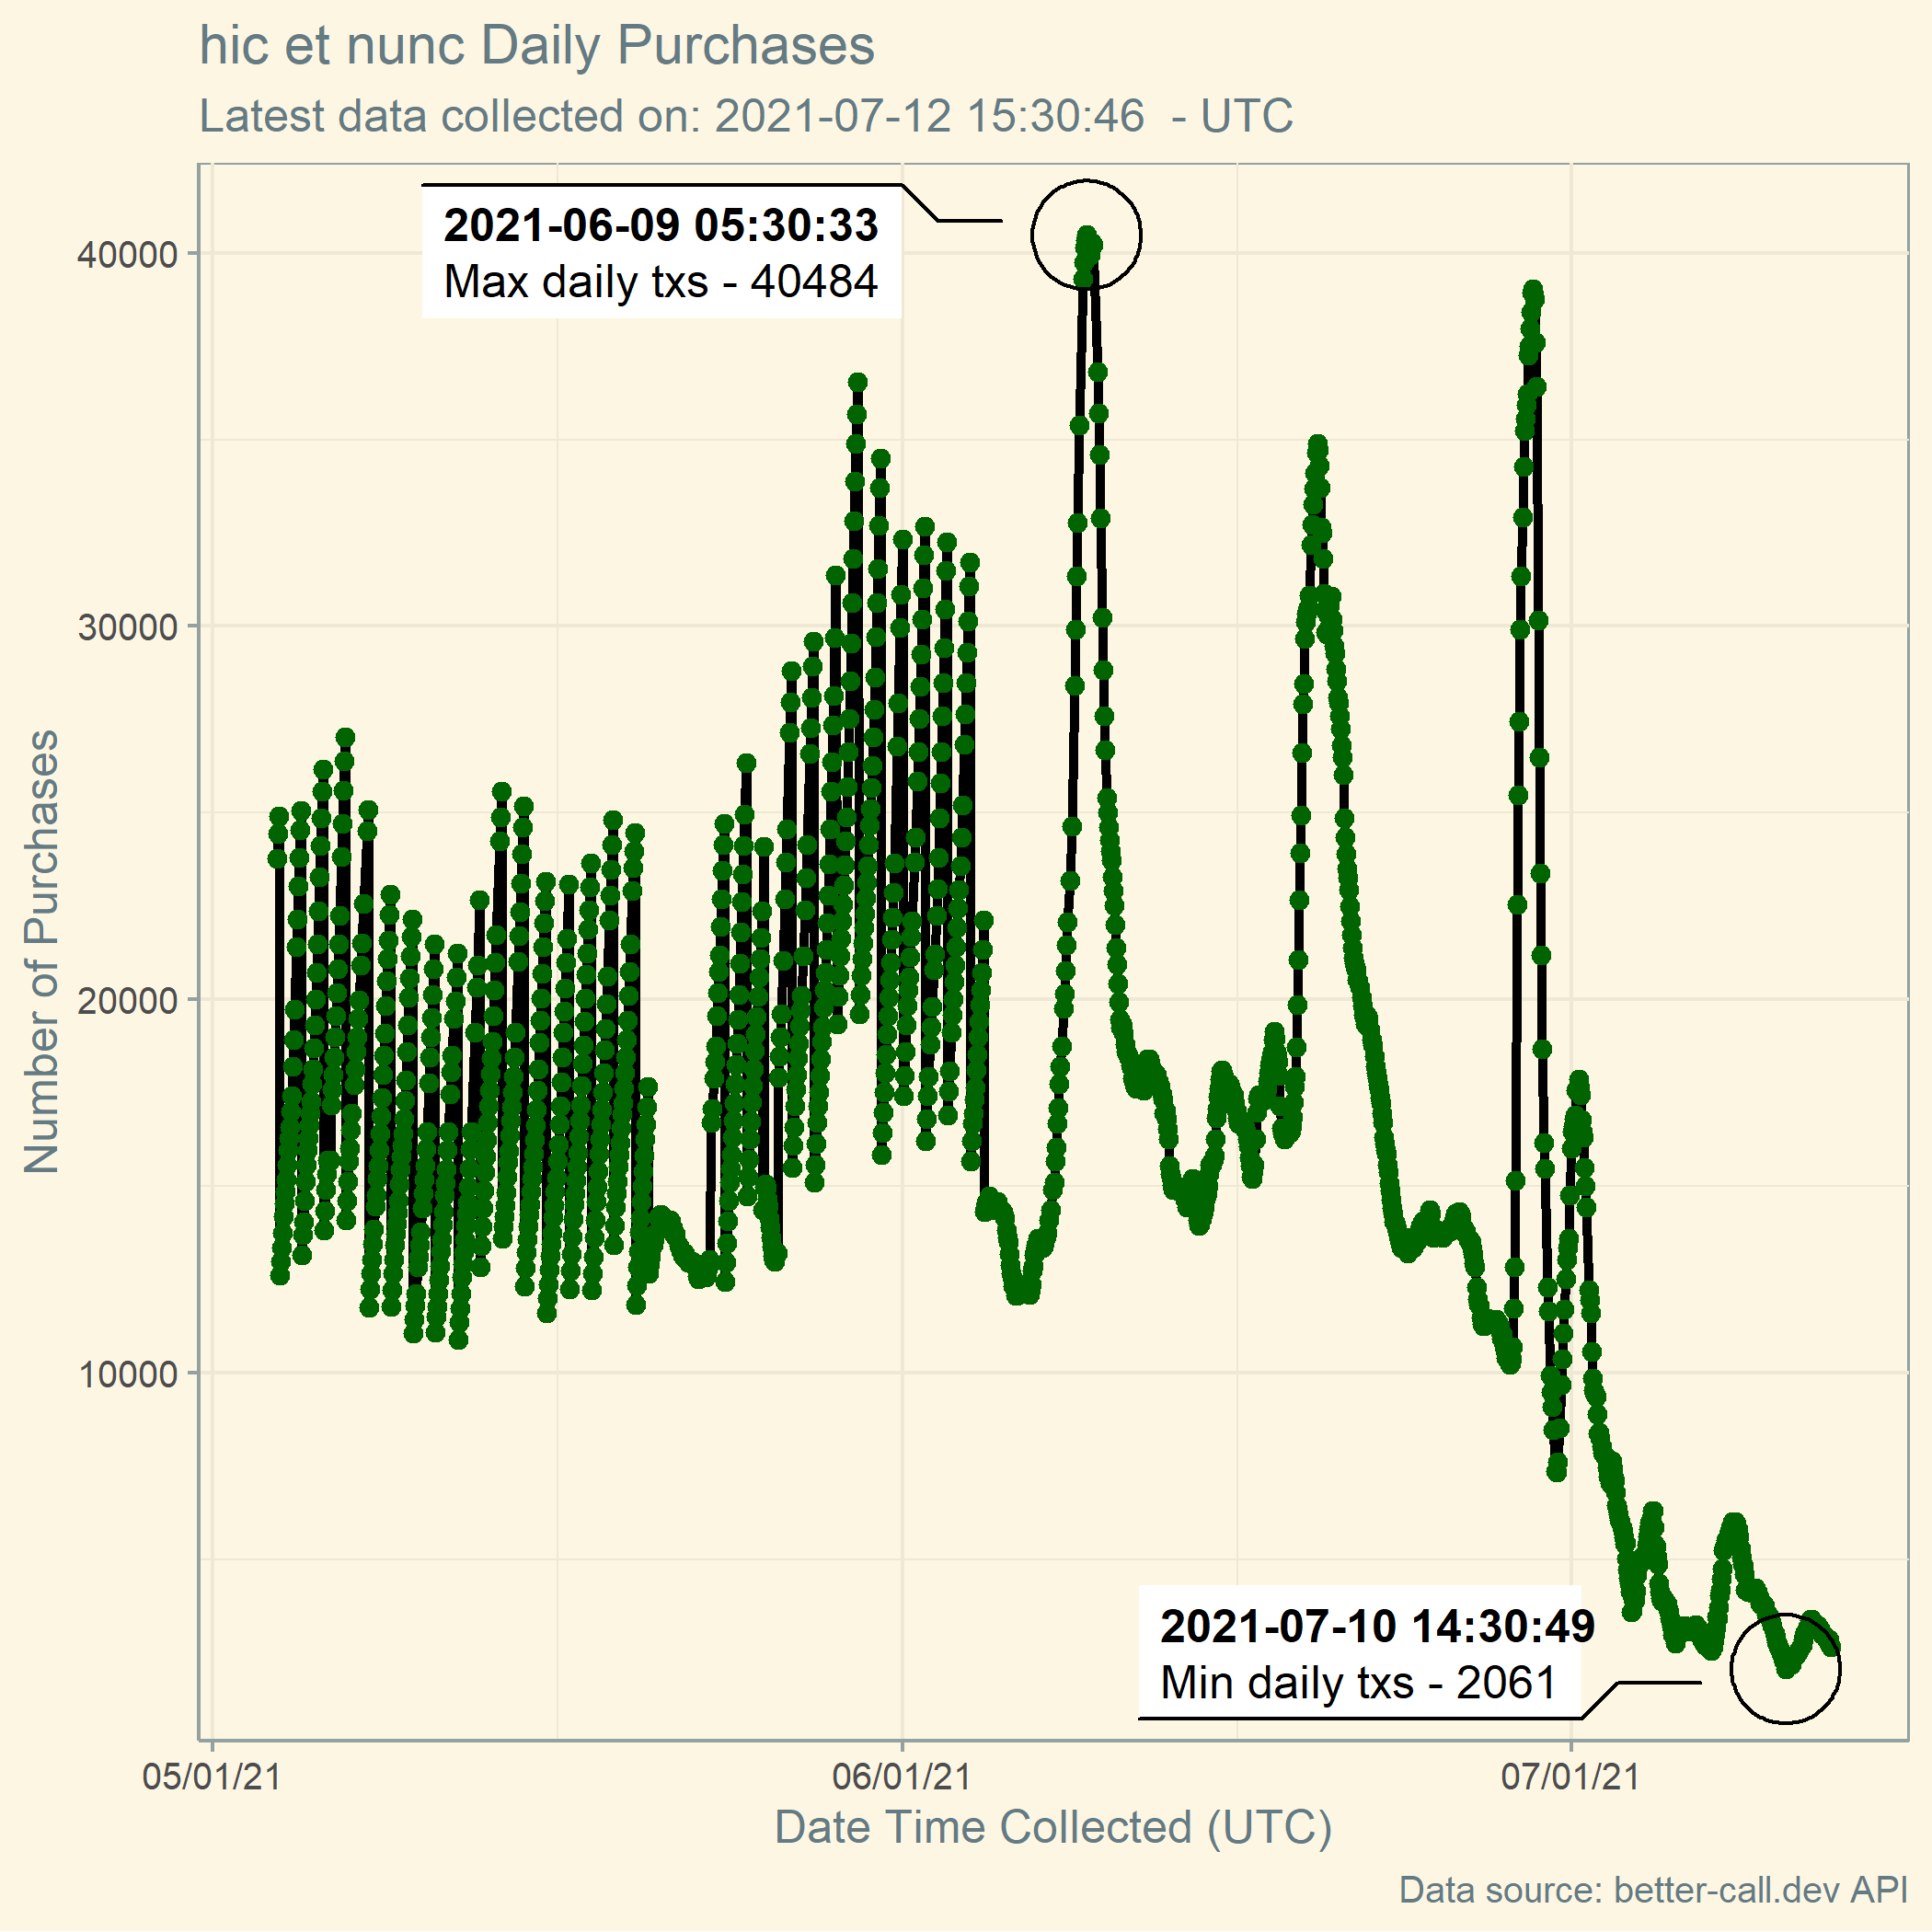 hic et nunc Daily Purchases
Latest data collected on: 2021-07-12 15:30:46  - UTC
2021-06-09 05:30:33
Max daily txs - 40484
40000
30000
20000
10000
Number of Purchases
2021-07-10 14:30:49
Min daily txs - 2061
05/01/21
06/01/21
07/01/21
Date Time Collected (UTC)
Data source: better-call.dev API